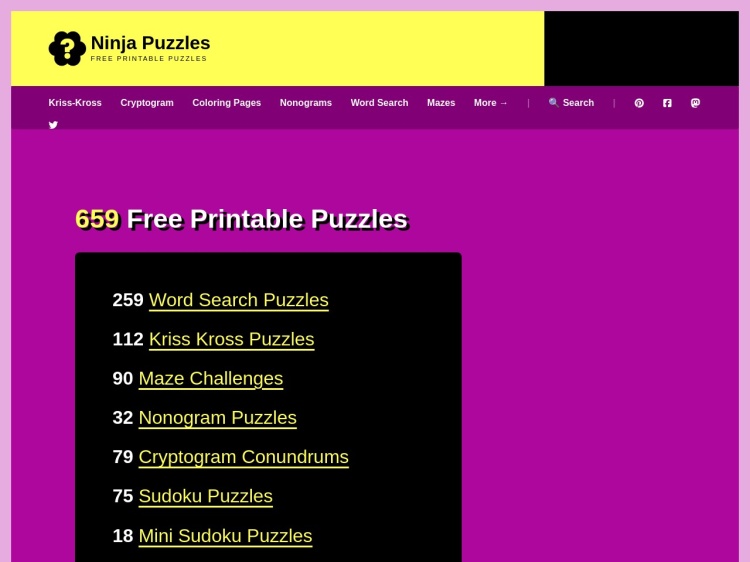 Ninja Puzzles
FREE PRINTABLE PUZZLES
Kriss-Kross Cryptogram Coloring Pages Nonograms Word Search Mazes More → | 🔍 Search |
659 Free Printable Puzzles
259 Word Search Puzzles
112 Kriss Kross Puzzles
90 Maze Challenges
32 Nonogram Puzzles
79 Cryptogram Conundrums
75 Sudoku Puzzles
18 Mini Sudoku Puzzles